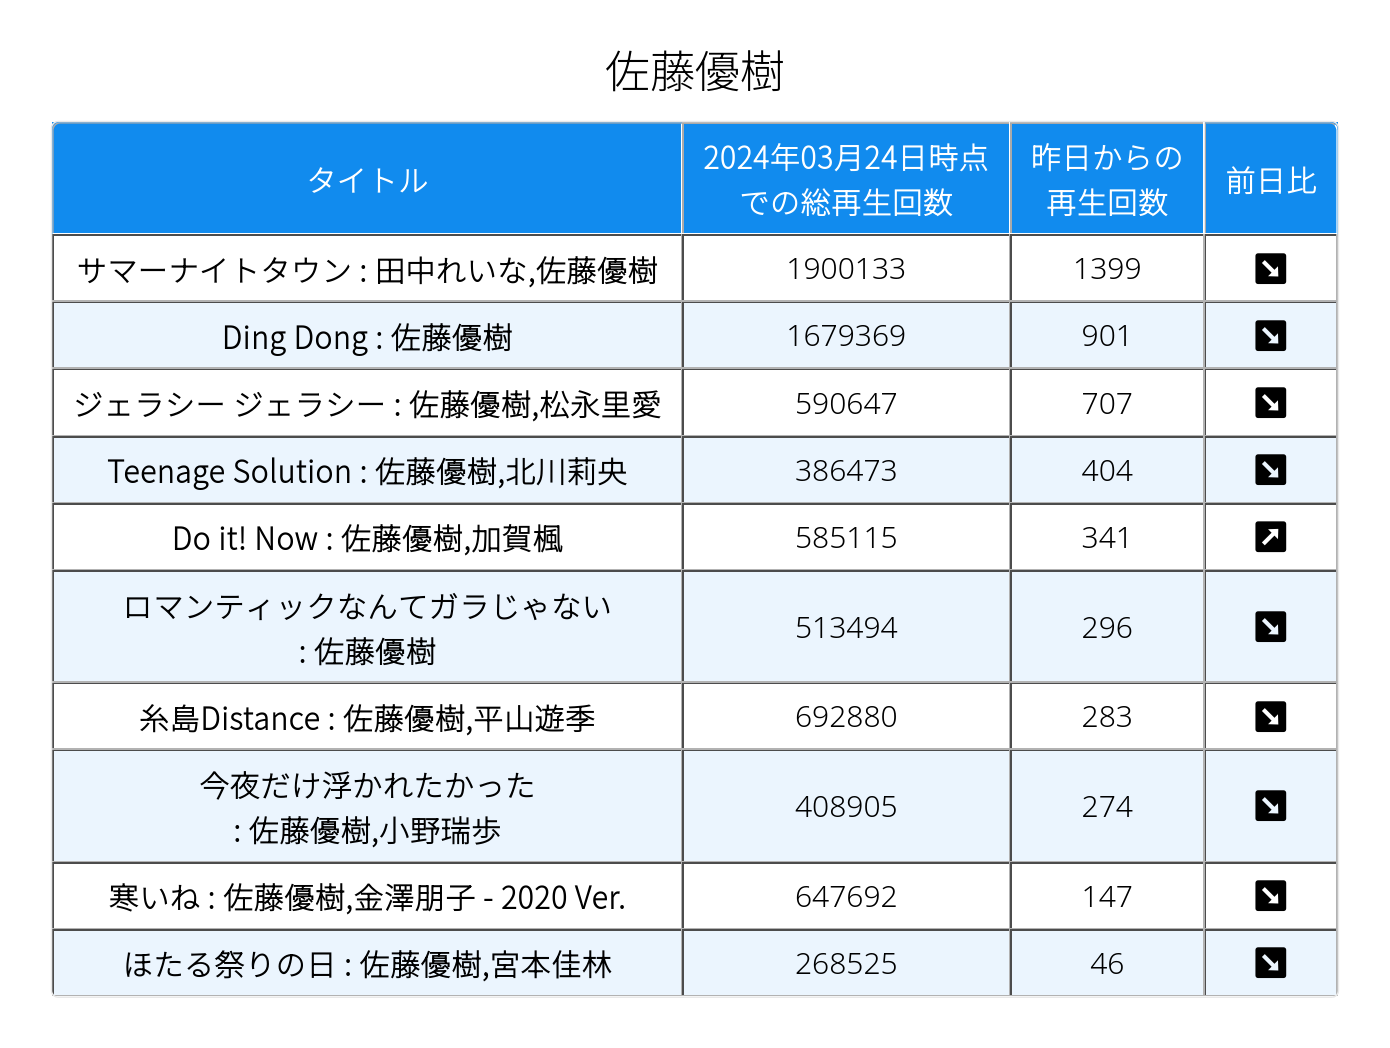 佐藤優樹
タイトル
2024年03月24日時点
での総再生回数
昨日からの
再生回数
前日比
サマーナイトタウン : 田中れいな,佐藤優樹
1900133
1399
Ding Dong : 佐藤優樹
1679369
901
ジェラシー ジェラシー : 佐藤優樹,松永里愛
590647
707
Teenage Solution : 佐藤優樹,北川莉央
386473
404
Do it! Now : 佐藤優樹,加賀楓
585115
341
ロマンティックなんてガラじゃない
: 佐藤優樹
513494
296
糸島Distance : 佐藤優樹,平山遊季
692880
283
今夜だけ浮かれたかった
: 佐藤優樹,小野瑞歩
408905
274
寒いね : 佐藤優樹,金澤朋子 - 2020 Ver.
647692
147
ほたる祭りの日 : 佐藤優樹,宮本佳林
268525
46